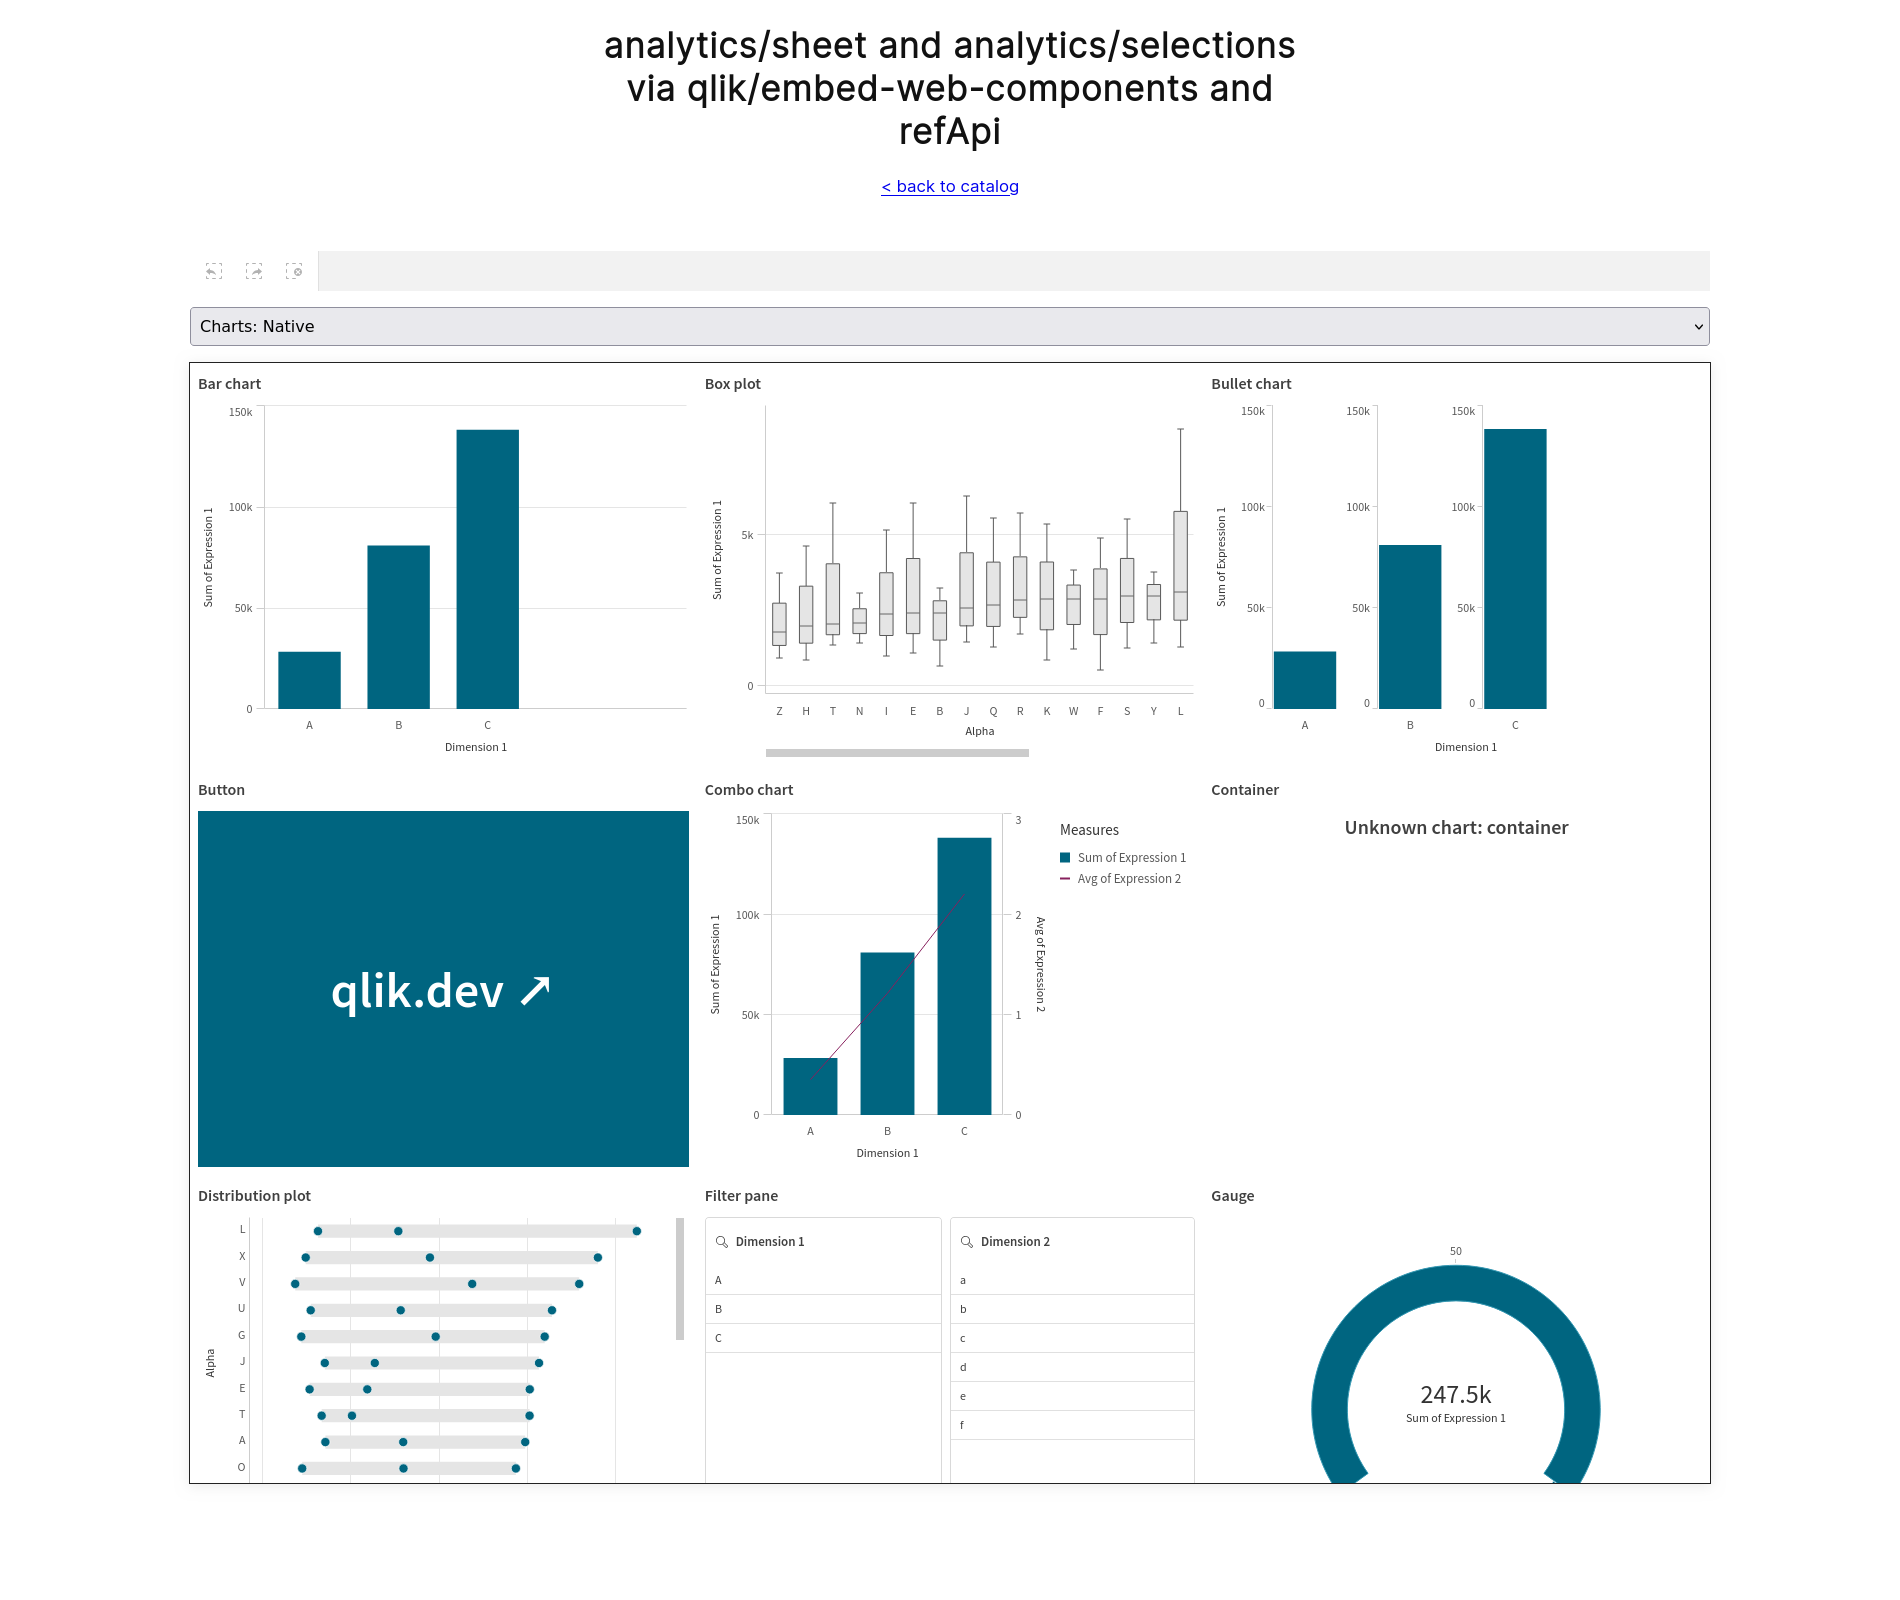 analytics/sheet and analytics/selections
via qlik/embed-web-components and
refApi
< back to catalog
Charts: Native
Bar chart
150k
100k
50k
0
Sum of Expression 1
A B C
Dimension 1
Box plot
5k
0
Sum of Expression 1
Z H T N I E B J Q R K W F S Y L
Alpha
Bullet chart
Sum of Expression 1
150k 150k 150k
100k 100k 100k
50k 50k 50k
0 0 0
A B C
Dimension 1
Button
qlik.dev ↗
Combo chart
150k
100k
50k
0
Sum of Expression 1
3
2
1
0
Avg of Expression 2
A B C
Dimension 1
Measures
Sum of Expression 1
Avg of Expression 2
Container
Unknown chart: container
Distribution plot
Alpha
L
X
V
U
G
J
E
T
A
O
Filter pane
Dimension 1
A
B
C
Dimension 2
a
b
c
d
e
f
Gauge
50
247.5k
Sum of Expression 1